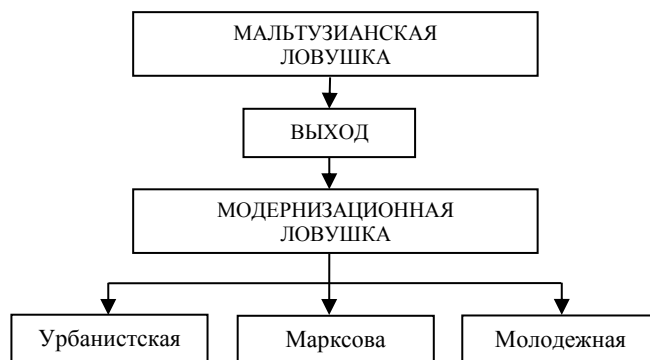 МАЛЬТУЗИАНСКАЯ
ЛОВУШКА
ВЫХОД
МОДЕРНИЗАЦИОННАЯ
ЛОВУШКА
Урбанистская
Марксова
Молодежная